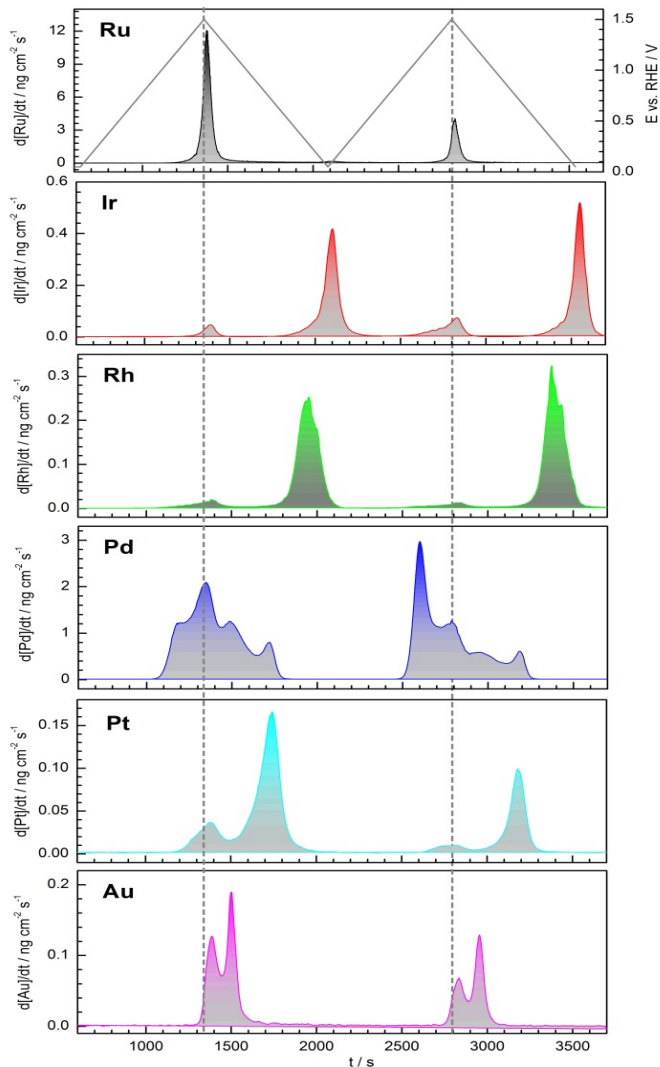 Ru
d[Ru]/dt / ng cm⁻² s⁻¹
12
9
6
3
0
1.5
1.0
0.5
0.0
E vs. RHE / V
Ir
d[Ir]/dt / ng cm⁻² s⁻¹
0.6
0.4
0.2
0.0
Rh
d[Rh]/dt / ng cm⁻² s⁻¹
0.3
0.2
0.1
0.0
Pd
d[Pd]/dt / ng cm⁻² s⁻¹
3
2
1
0
Pt
d[Pt]/dt / ng cm⁻² s⁻¹
0.15
0.10
0.05
0.00
Au
d[Au]/dt / ng cm⁻² s⁻¹
0.2
0.1
0.0
1000 1500 2000 2500 3000 3500
t / s